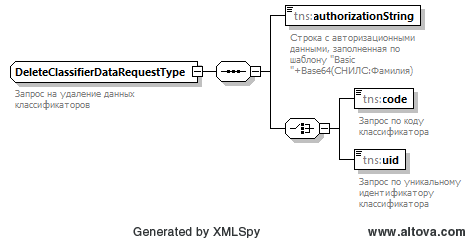 tns:authorizationString
Строка с авторизационными
данными, заполненная по
шаблону "Basic
"+Base64(СНИЛС:Фамилия)
DeleteClassifierDataRequestType
Запрос на удаление данных
классификаторов
tns:code
Запрос по коду
классификатора
tns:uid
Запрос по уникальному
идентификатору
классификатора
Generated by XMLSpy
www.altova.com